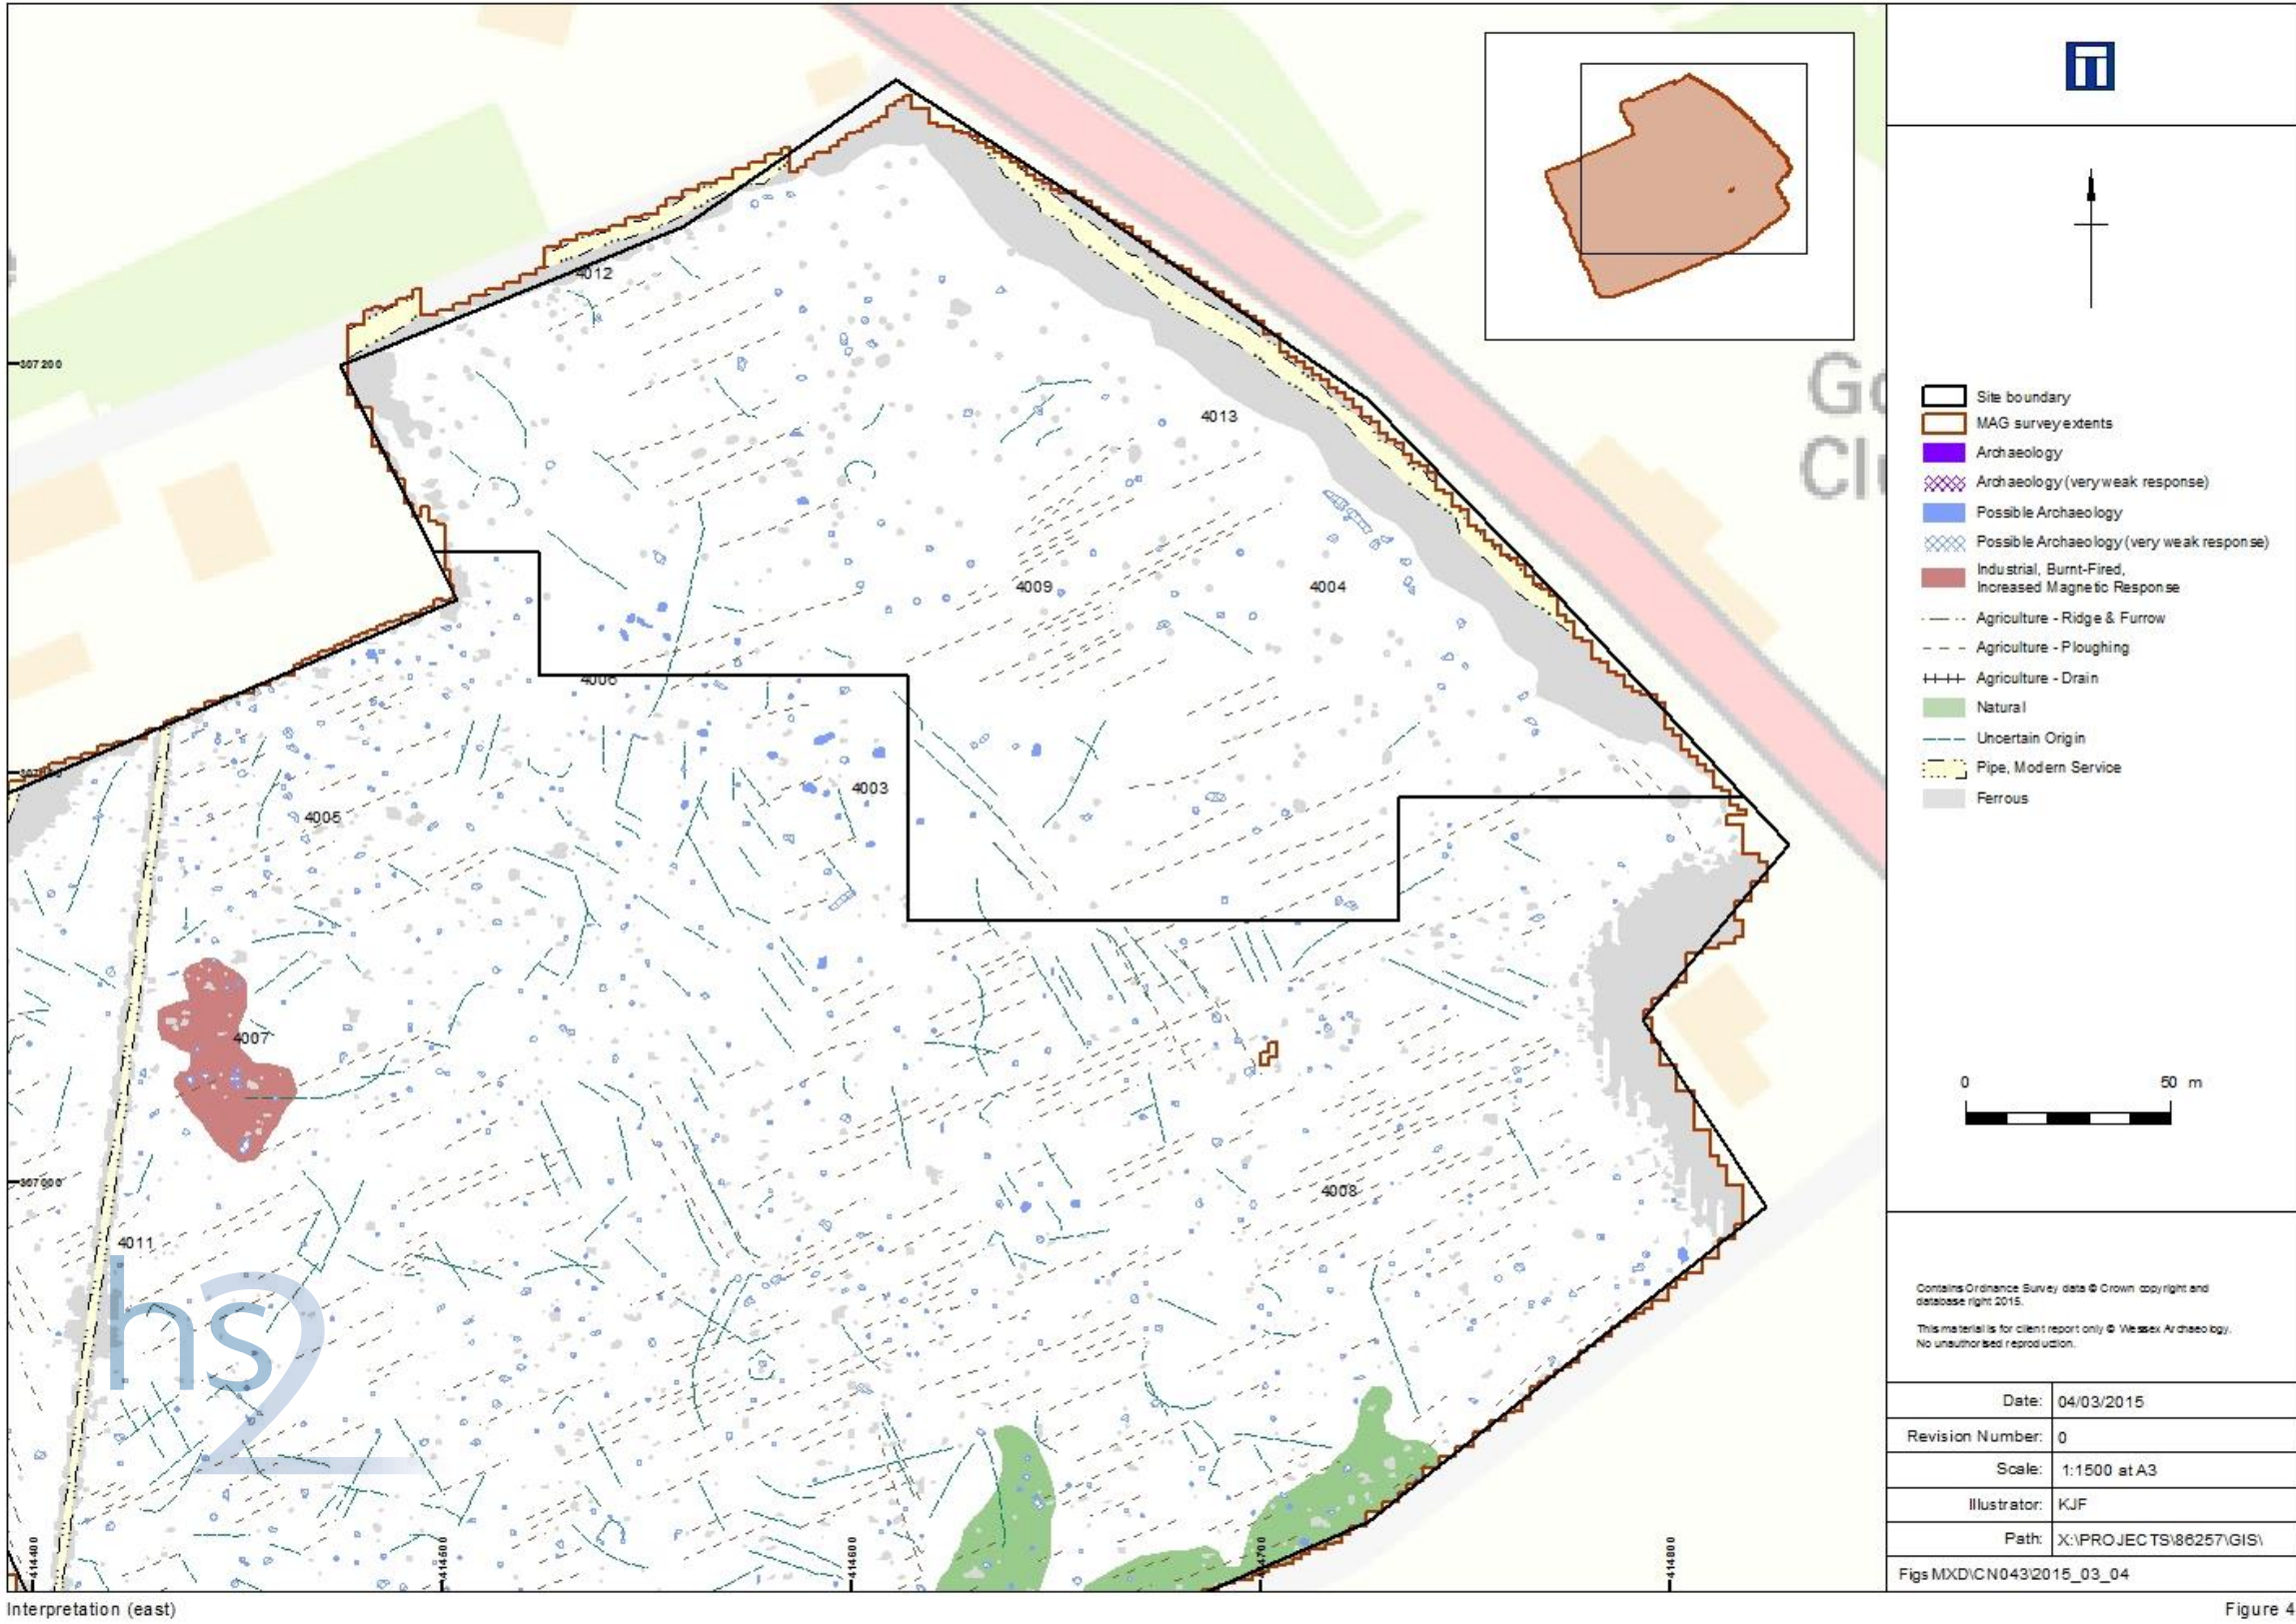 4012
307200
4013
4009
4004
4006
4003
4005
4007
4008
4011
hs2
414600
414700
414800
Site boundary
MAG survey extents
Archaeology
Archaeology (very weak response)
Possible Archaeology
Possible Archaeology (very weak response)
Industrial, Burnt-Fired,
Increased Magnetic Response
Agriculture - Ridge & Furrow
Agriculture - Ploughing
Agriculture - Drain
Natural
Uncertain Origin
Pipe, Modern Service
Ferrous
0 50 m
Contains Ordnance Survey data © Crown copyright and
database right 2015.
This material is for client report only © Wessex Archaeology.
No unauthorised reproduction.
Date: 04/03/2015
Revision Number: 0
Scale: 1:1500 at A3
Illustrator: KJF
Path: X:\PROJECTS\86257\GIS\
Figs MXD\CN043\2015_03_04
Interpretation (east)
Figure 4